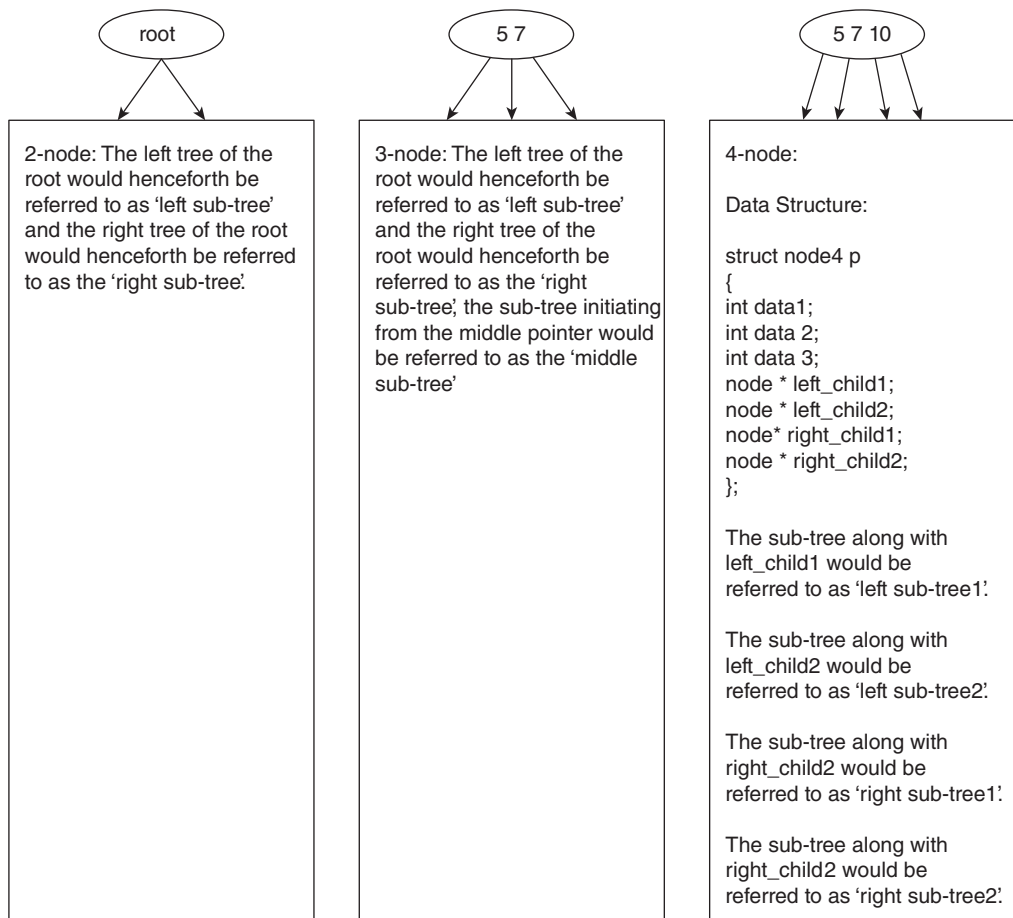 root
5 7
5 7 10
2-node: The left tree of the
root would henceforth be
referred to as ‘left sub-tree’
and the right tree of the root
would henceforth be referred
to as the ‘right sub-tree’.
3-node: The left tree of the
root would henceforth be
referred to as ‘left sub-tree’
and the right tree of the
root would henceforth be
referred to as the ‘right
sub-tree’, the sub-tree initiating
from the middle pointer would
be referred to as the ‘middle
sub-tree’
4-node:
Data Structure:
struct node4 p
{
int data1;
int data 2;
int data 3;
node * left_child1;
node * left_child2;
node* right_child1;
node * right_child2;
};
The sub-tree along with
left_child1 would be
referred to as ‘left sub-tree1’.
The sub-tree along with
left_child2 would be
referred to as ‘left sub-tree2’.
The sub-tree along with
right_child2 would be
referred to as ‘right sub-tree1’.
The sub-tree along with
right_child2 would be
referred to as ‘right sub-tree2’.